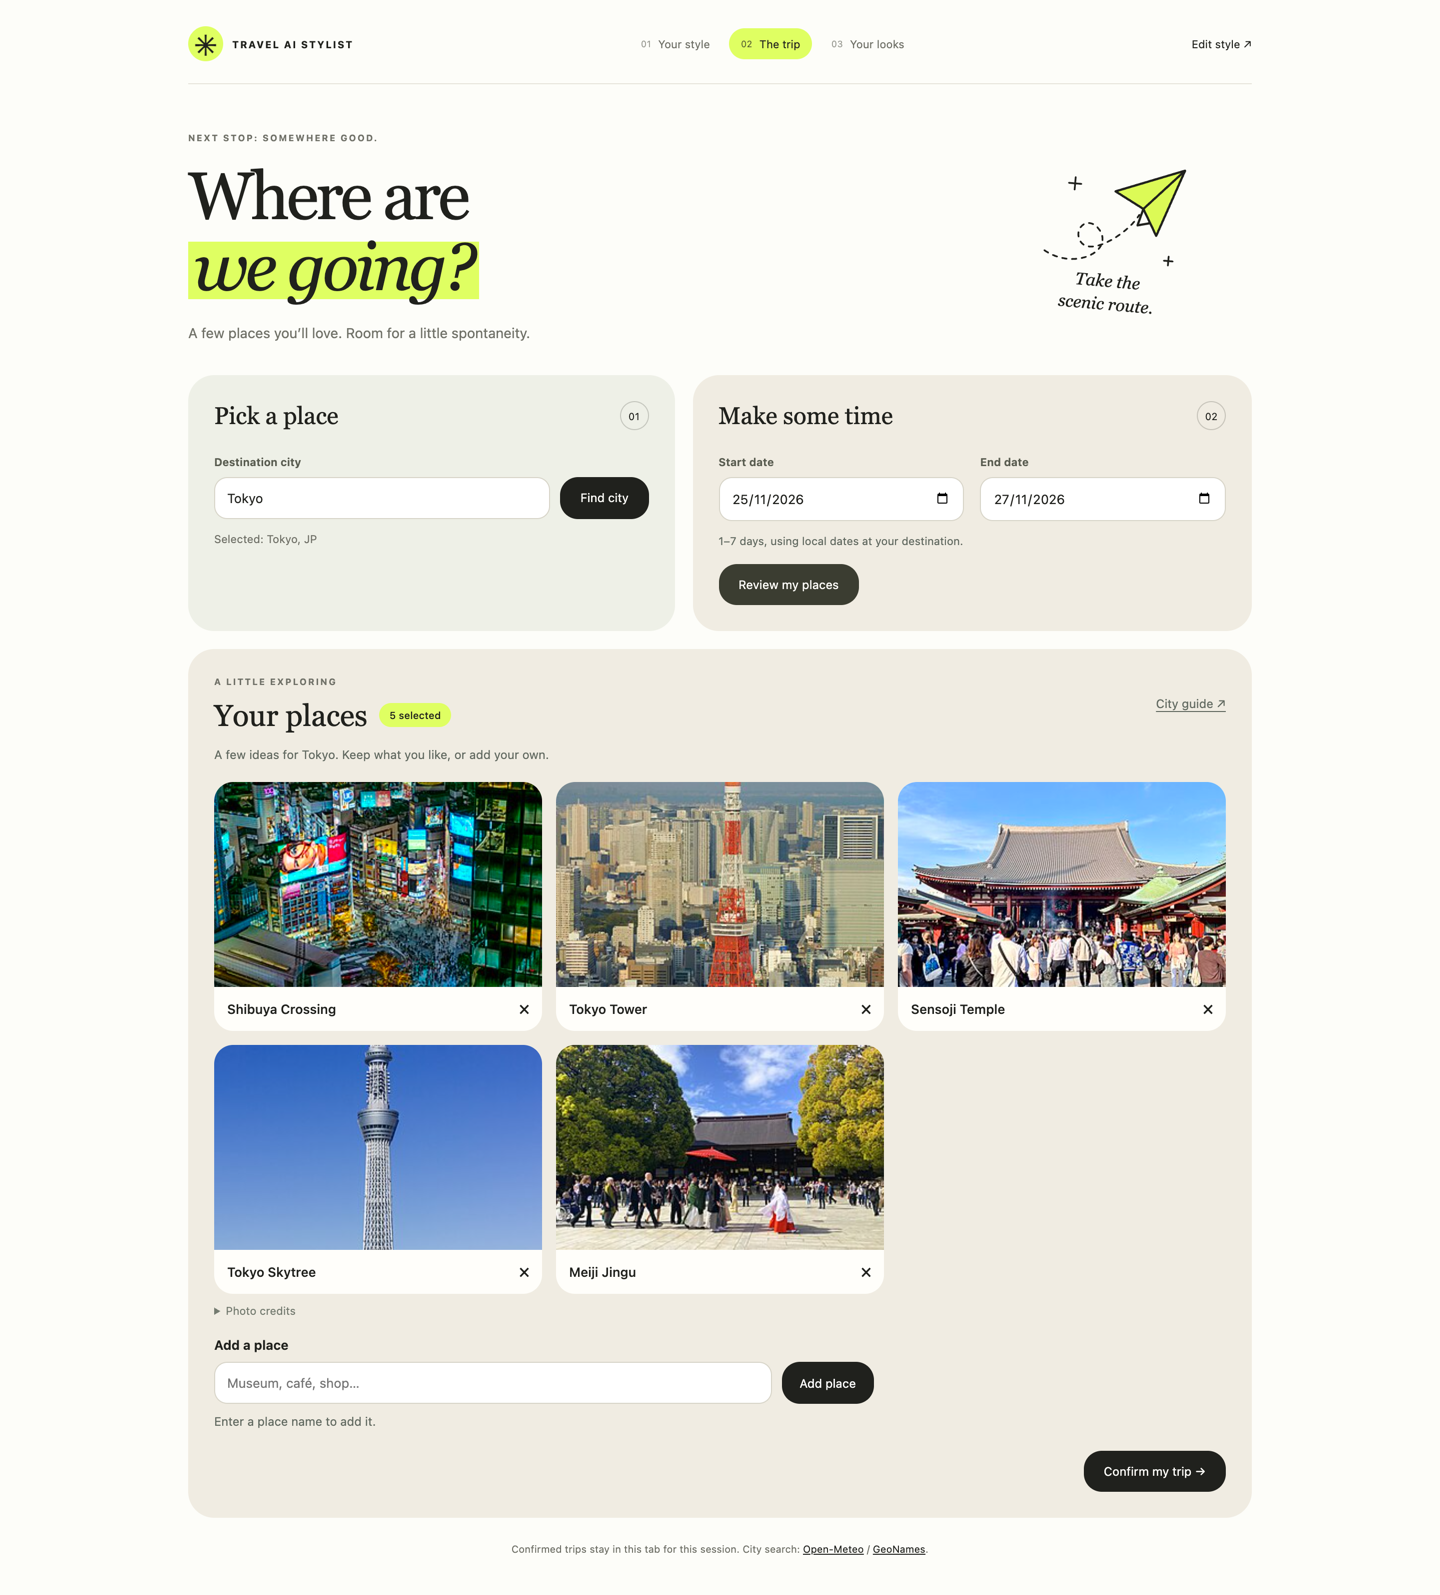 TRAVEL AI STYLIST
01 Your style
02 The trip
03 Your looks
Edit style ↗
NEXT STOP: SOMEWHERE GOOD.
Where are
we going?
A few places you’ll love. Room for a little spontaneity.
Take the
scenic route.
Pick a place
01
Destination city
Tokyo
Find city
Selected: Tokyo, JP
Make some time
02
Start date
End date
25/11/2026
27/11/2026
1–7 days, using local dates at your destination.
Review my places
A LITTLE EXPLORING
Your places
5 selected
City guide ↗
A few ideas for Tokyo. Keep what you like, or add your own.
Shibuya Crossing
Tokyo Tower
Sensoji Temple
Tokyo Skytree
Meiji Jingu
Photo credits
Add a place
Museum, café, shop...
Add place
Enter a place name to add it.
Confirm my trip →
Confirmed trips stay in this tab for this session. City search: Open-Meteo / GeoNames.